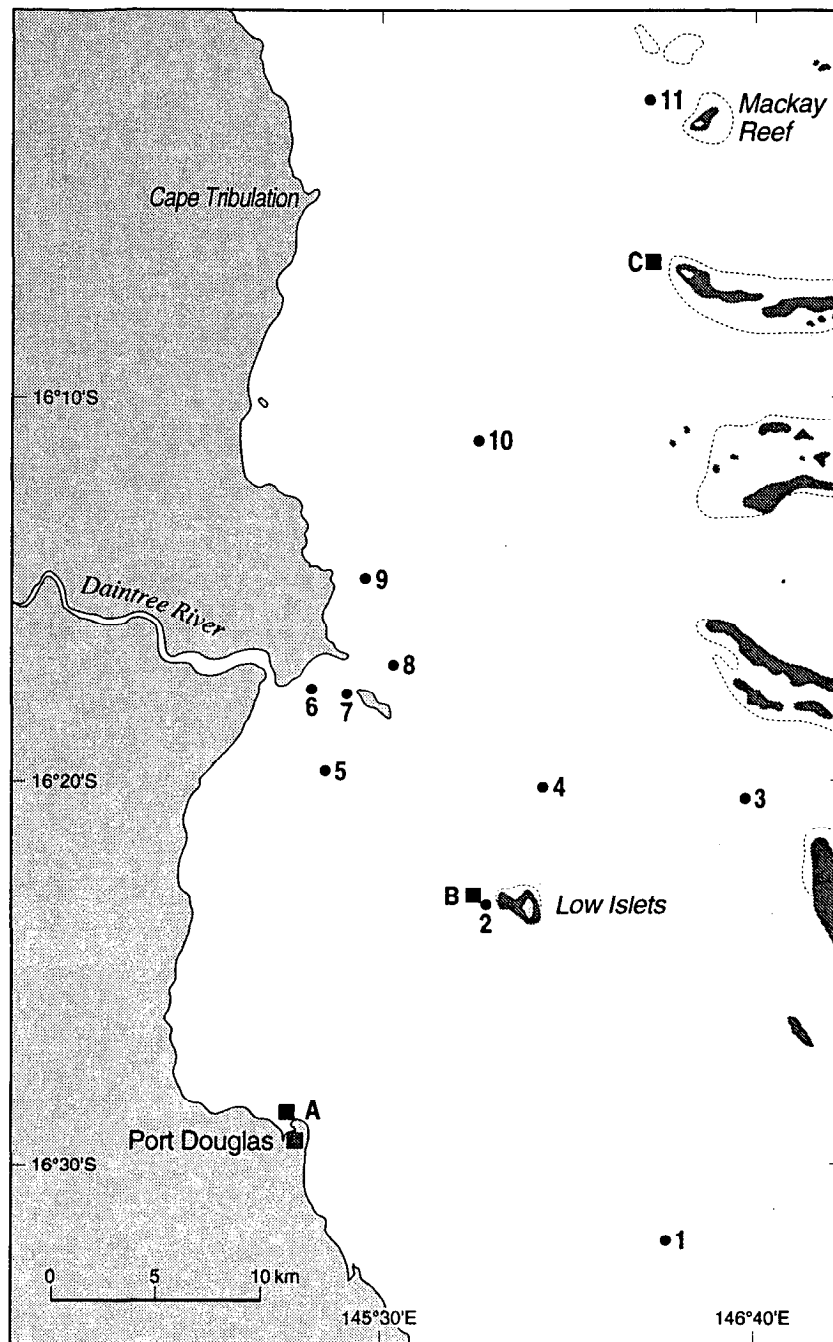 11
Mackay
Reef
Cape Tribulation
C
16°10'S
10
9
Daintree River
8
6
7
5
16°20'S
4
3
B
2
Low Islets
A
Port Douglas
16°30'S
1
0 5 10 km
145°30'E
146°40'E